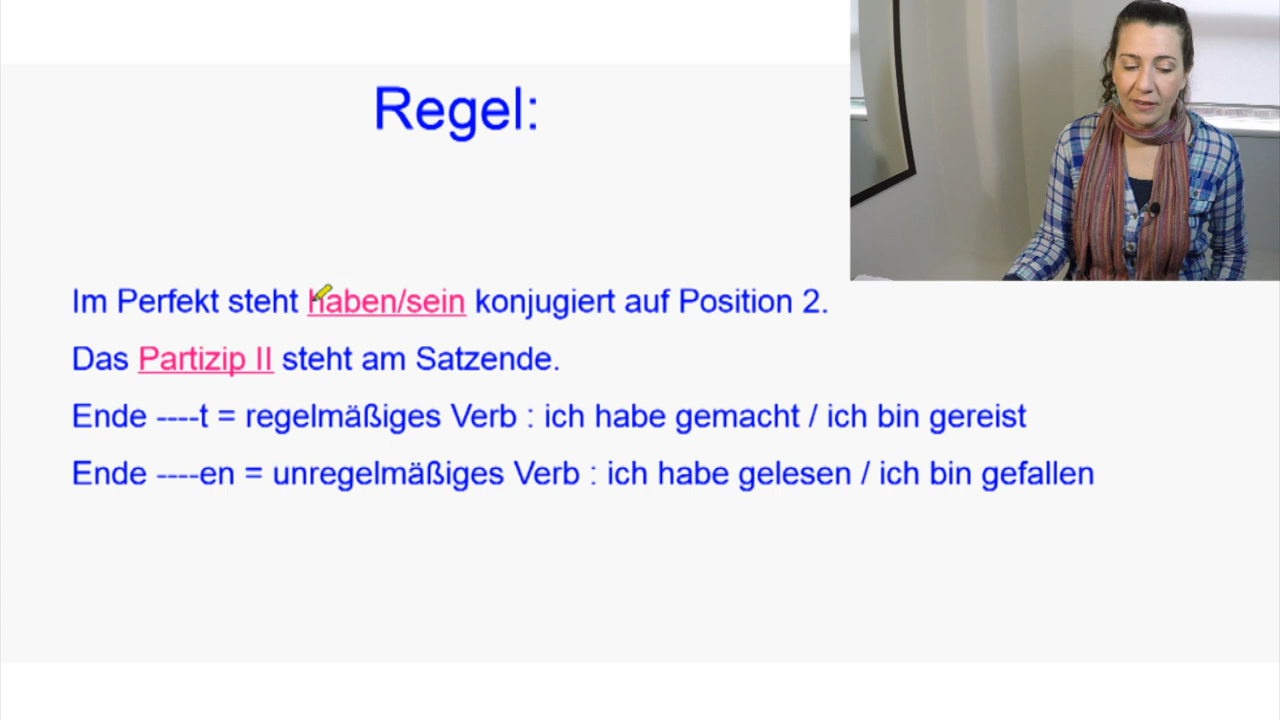 Regel:
Im Perfekt steht haben/sein konjugiert auf Position 2.
Das Partizip II steht am Satzende.
Ende ----t = regelmäßiges Verb : ich habe gemacht / ich bin gereist
Ende ----en = unregelmäßiges Verb : ich habe gelesen / ich bin gefallen